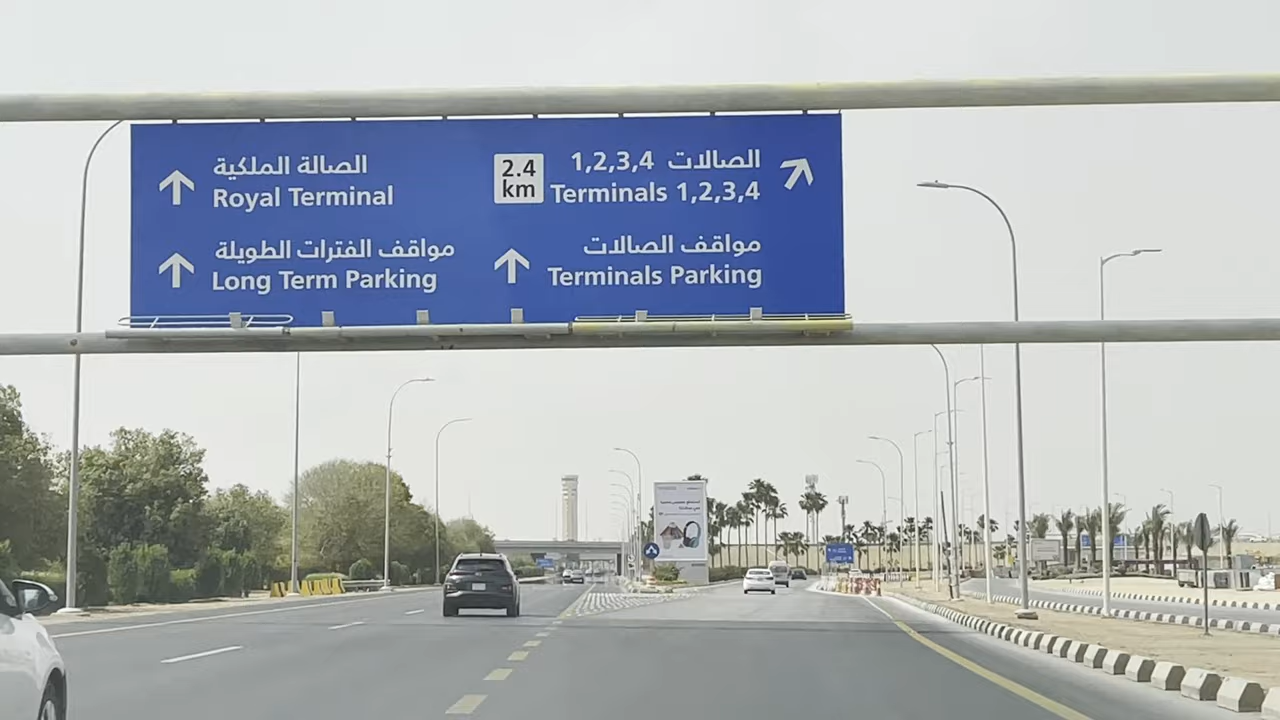 الصالة الملكية
Royal Terminal
مواقف الفترات الطويلة
Long Term Parking
2.4
km
الصالات 1,2,3,4
Terminals 1,2,3,4
مواقف الصالات
Terminals Parking